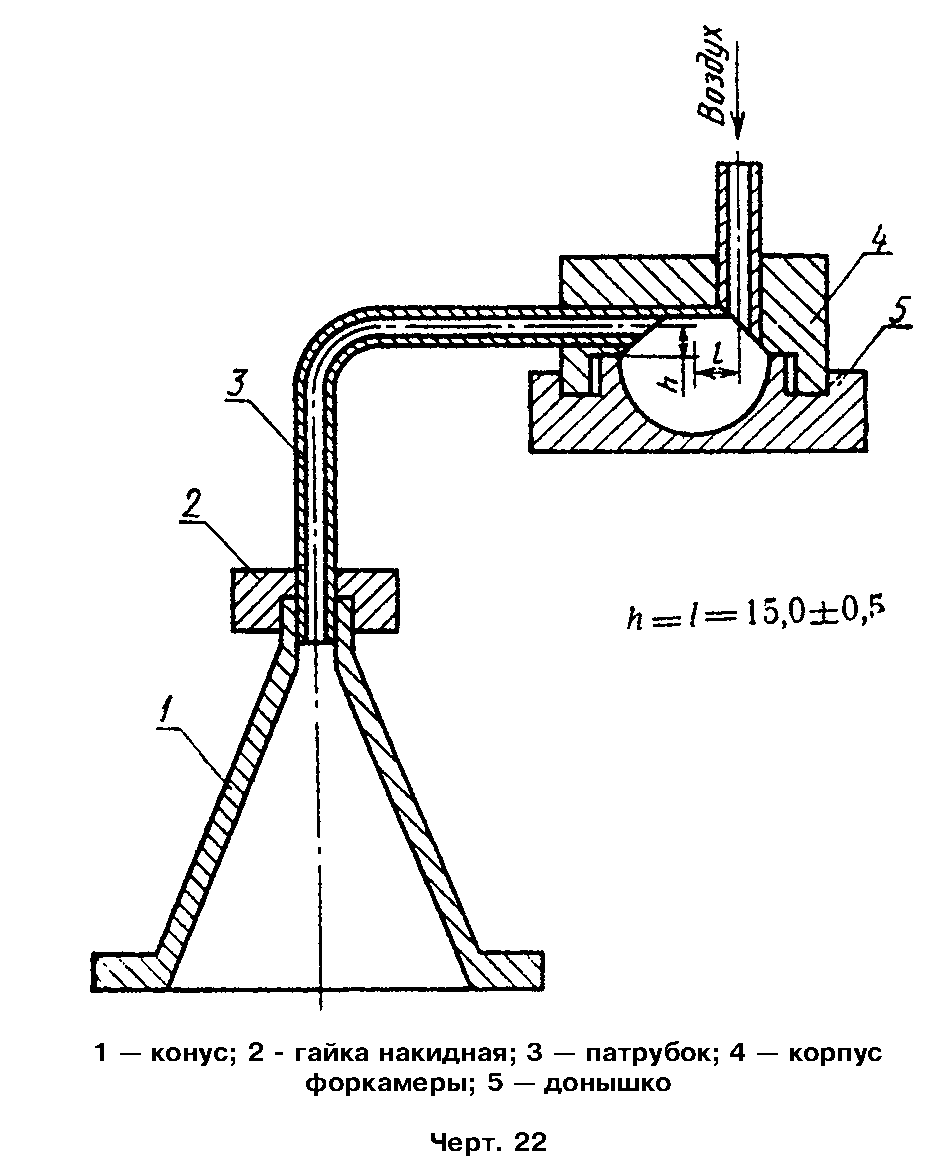 Воздух
4
5
3
l
h
2
h = l = 15,0±0,5
1
1 — конус; 2 - гайка накидная; 3 — патрубок; 4 — корпус
форкамеры; 5 — донышко
Черт. 22